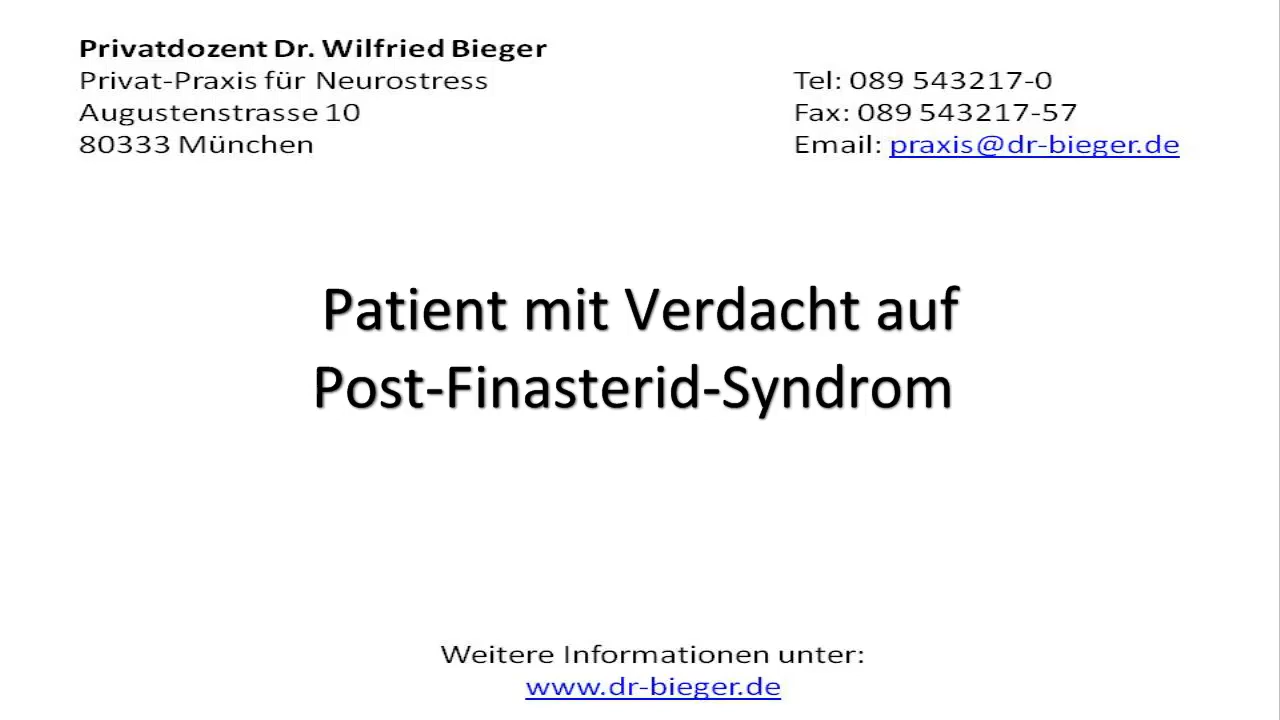 Privatdozent Dr. Wilfried Bieger
Privat-Praxis für Neurostress
Augustenstrasse 10
80333 München
Tel: 089 543217-0
Fax: 089 543217-57
Email: praxis@dr-bieger.de
Patient mit Verdacht auf
Post-Finasterid-Syndrom
Weitere Informationen unter:
www.dr-bieger.de